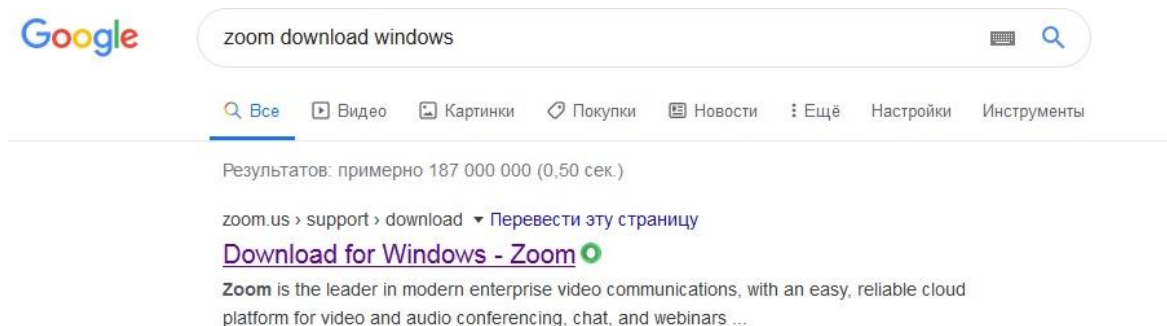 Google
zoom download windows
Все Видео Картинки Покупки Новости Ещё Настройки Инструменты
Результатов: примерно 187 000 000 (0,50 сек.)
zoom.us › support › download ▾ Перевести эту страницу
Download for Windows - Zoom
Zoom is the leader in modern enterprise video communications, with an easy, reliable cloud
platform for video and audio conferencing, chat, and webinars ...